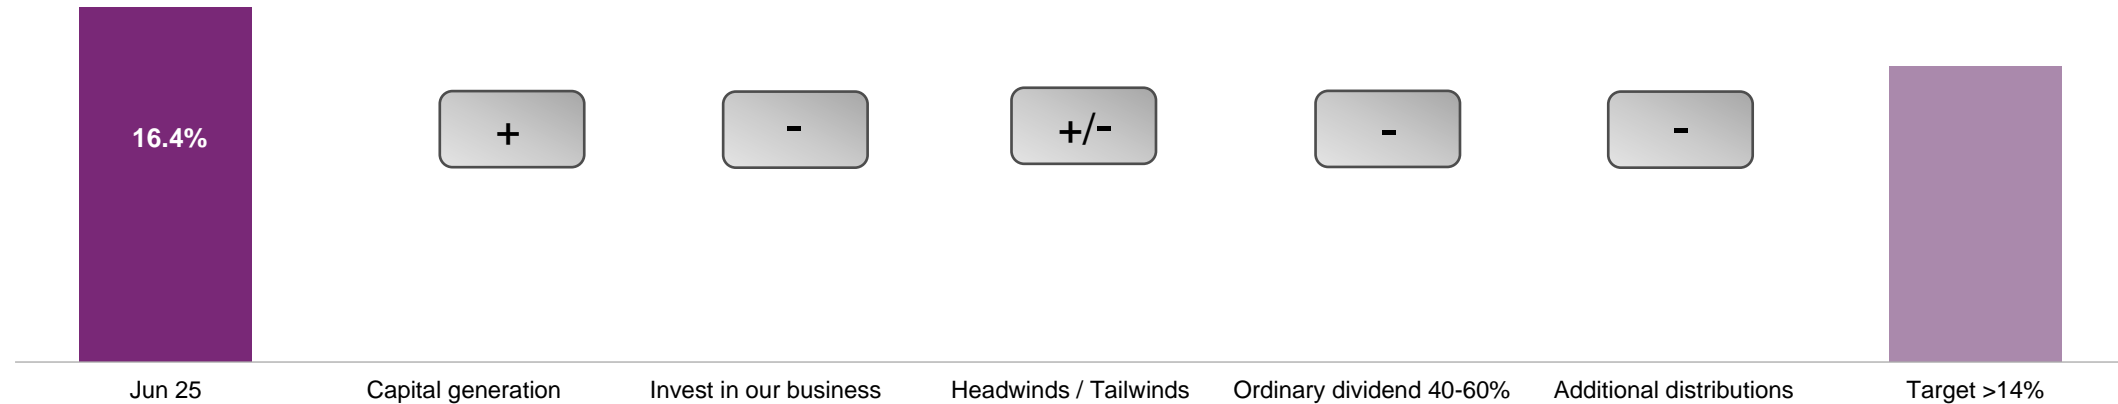 16.4%
+
-
+/-
-
-
Jun 25
Capital generation
Invest in our business
Headwinds / Tailwinds
Ordinary dividend 40-60%
Additional distributions
Target >14%